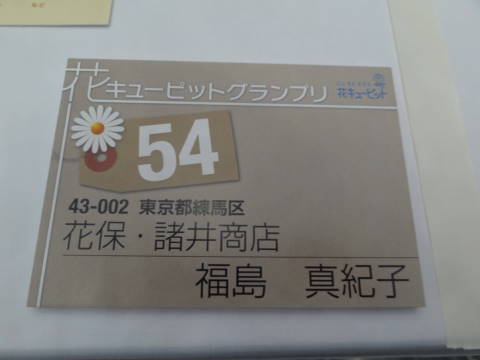 花キューピットグランプリ
花キューピット
54
43-002 東京都練馬区
花保・諸井商店
福島 真紀子